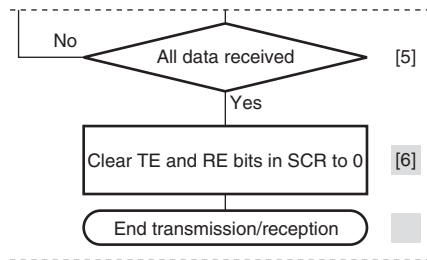 No
All data received
[5]
Yes
Clear TE and RE bits in SCR to 0
[6]
End transmission/reception